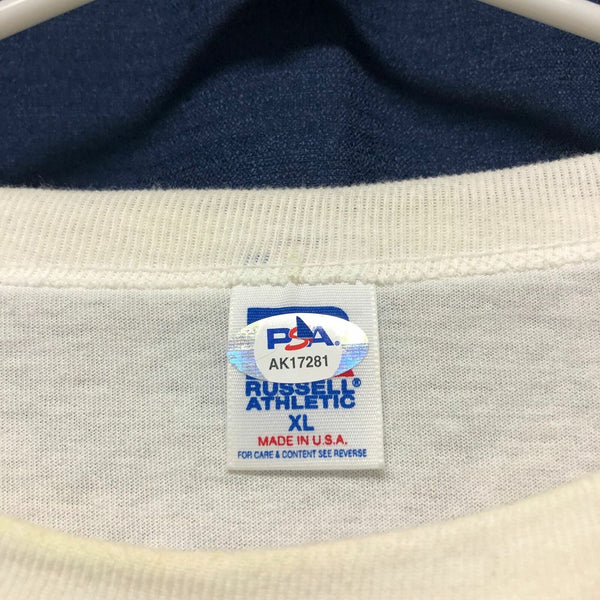 PSA®
AK17281
RUSSELL®
ATHLETIC
XL
MADE IN U.S.A.
FOR CARE & CONTENT SEE REVERSE